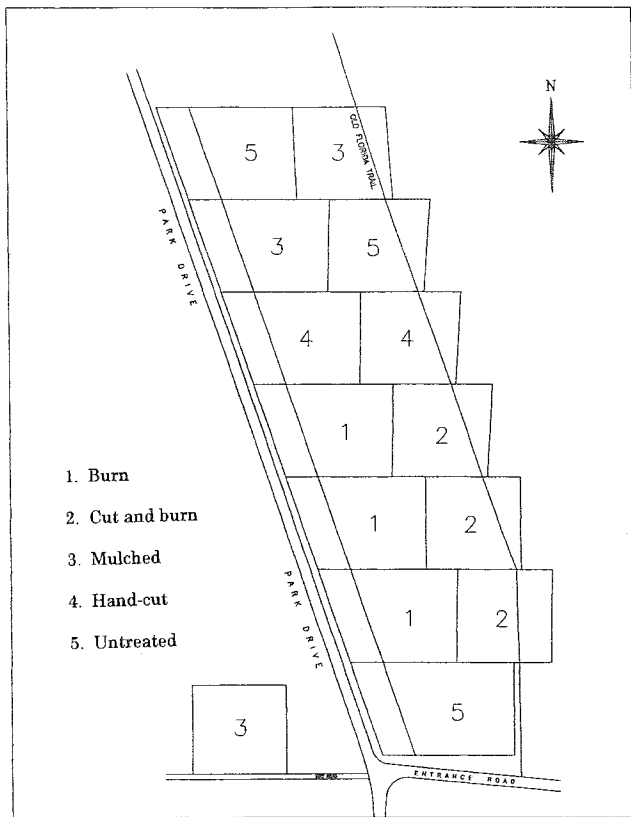 N
OLD FLORIDA TRAIL
5 3
PARK DRIVE
3 5
4 4
1 2
1. Burn
1 2
2. Cut and burn
3. Mulched
PARK DRIVE
4. Hand-cut
1 2
5. Untreated
5
3
ENTRANCE ROAD